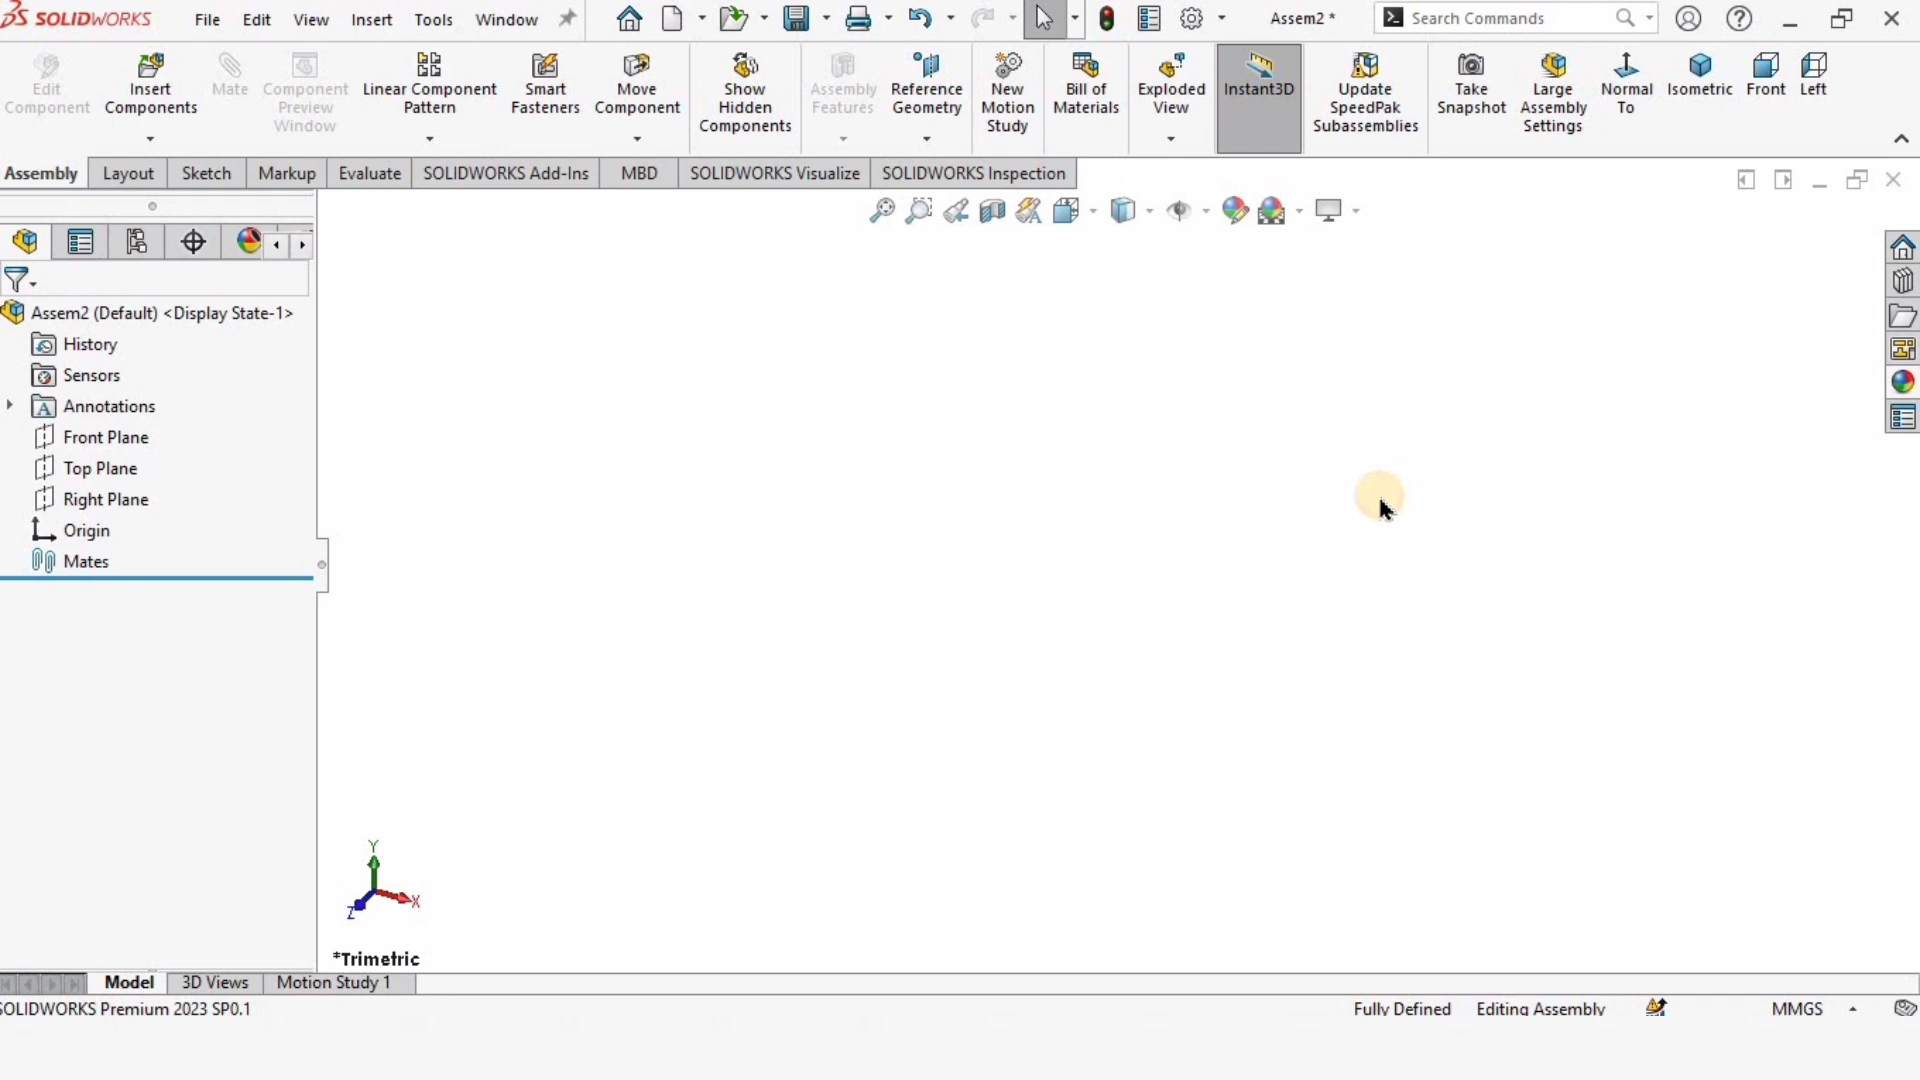 SOLIDWORKS File Edit View Insert Tools Window Assem2 * Search Commands
Edit Component
Insert Components
Mate
Component Preview Window
Linear Component Pattern
Smart Fasteners
Move Component
Show Hidden Components
Assembly Features
Reference Geometry
New Motion Study
Bill of Materials
Exploded View
Instant3D
Update SpeedPak Subassemblies
Take Snapshot
Large Assembly Settings
Normal To
Isometric
Front
Left
Assembly Layout Sketch Markup Evaluate SOLIDWORKS Add-Ins MBD SOLIDWORKS Visualize SOLIDWORKS Inspection
Assem2 (Default) <Display State-1>
History
Sensors
A Annotations
Front Plane
Top Plane
Right Plane
Origin
Mates
Y
X
Z
*Trimetric
Model 3D Views Motion Study 1
SOLIDWORKS Premium 2023 SP0.1 Fully Defined Editing Assembly MMGS